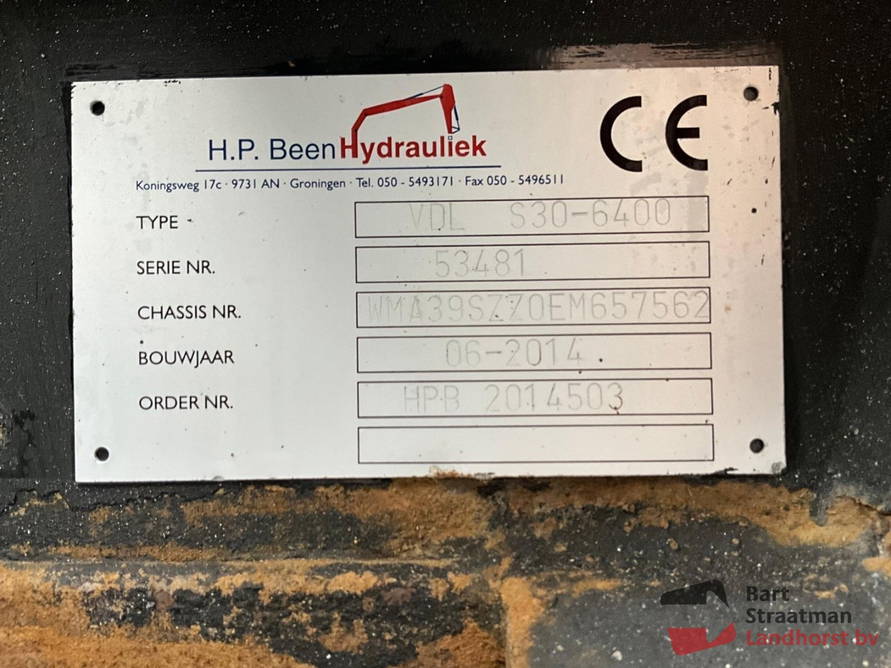 H.P. Been Hydrauliek
CE
Koningsweg 17c · 9731 AN · Groningen · Tel. 050 - 5493171 · Fax 050 - 5496511
TYPE VDL S30-6400
SERIE NR. 53481
CHASSIS NR. WMA39SZZ0EM657562
BOUWJAAR 06-2014
ORDER NR. HPB 2014503
Bart
Straatman
Landhorst bv